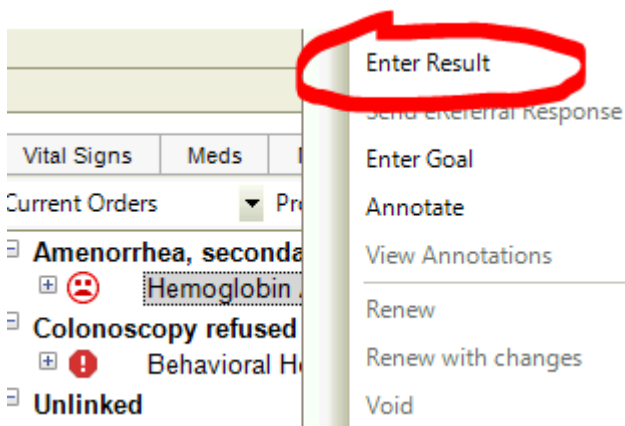 Enter Result
Send eReferral Response
Vital Signs Meds
Enter Goal
Current Orders
Annotate
Amenorrhea,
View Annotations
Hemoglobin
Renew
Colonoscopy refused
Renew with changes
Behavioral
Void
Unlinked